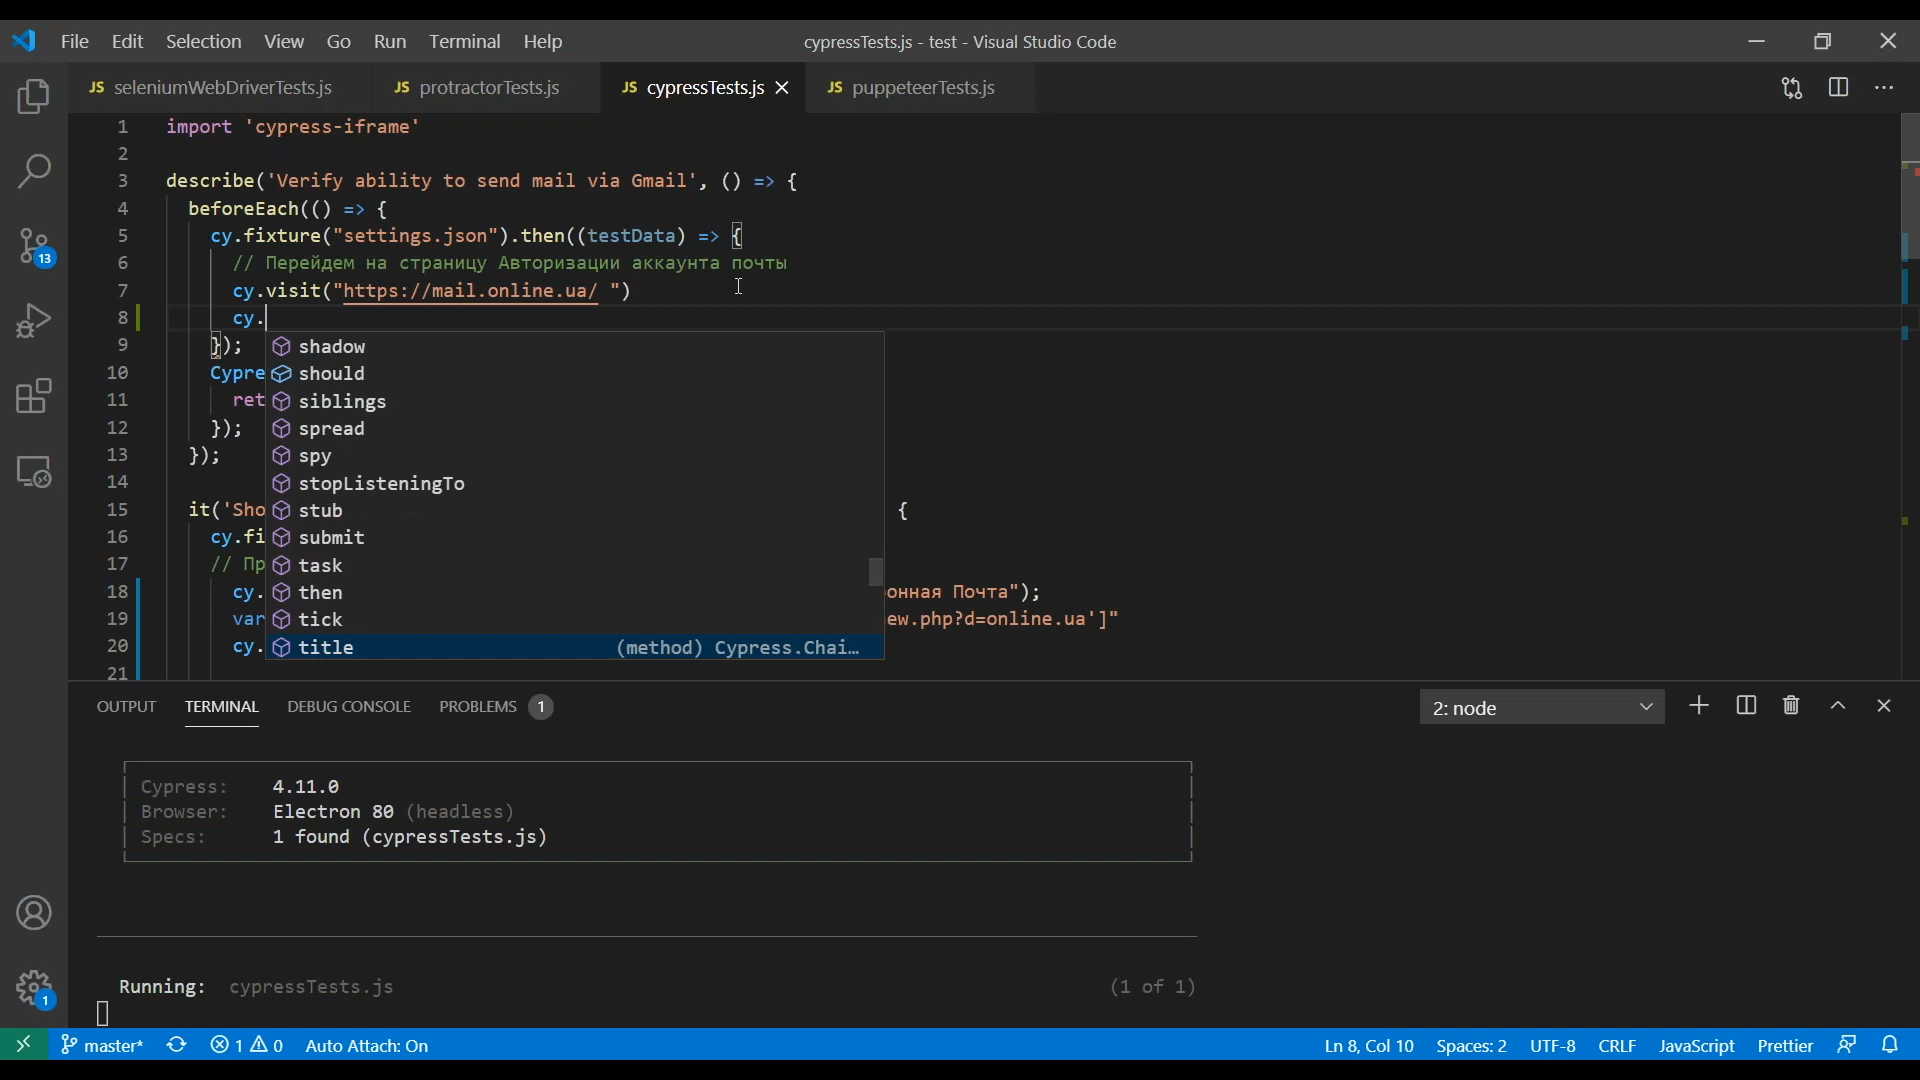 File Edit Selection View Go Run Terminal Help
cypressTests.js - test - Visual Studio Code
JS seleniumWebDriverTests.js
JS protractorTests.js
JS cypressTests.js
JS puppeteerTests.js
1 import 'cypress-iframe'
2
3 describe('Verify ability to send mail via Gmail', () => {
4 beforeEach(() => {
5 cy.fixture("settings.json").then((testData) => {
6 // Перейдем на страницу Авторизации аккаунта почты
7 cy.visit("https://mail.online.ua/ ")
8 cy.
9 });
10 Cypre
11 ret
12 });
13 });
14
15 it('Sho {
16 cy.fi
17 // Пр
18 cy. онная Почта");
19 var ew.php?d=online.ua']"
20 cy.
21
shadow
should
siblings
spread
spy
stopListeningTo
stub
submit
task
then
tick
title (method) Cypress.Chai…
13
OUTPUT TERMINAL DEBUG CONSOLE PROBLEMS 1
2: node
Cypress: 4.11.0
Browser: Electron 80 (headless)
Specs: 1 found (cypressTests.js)
Running: cypressTests.js (1 of 1)
1
master* 1 0 Auto Attach: On
Ln 8, Col 10 Spaces: 2 UTF-8 CRLF JavaScript Prettier